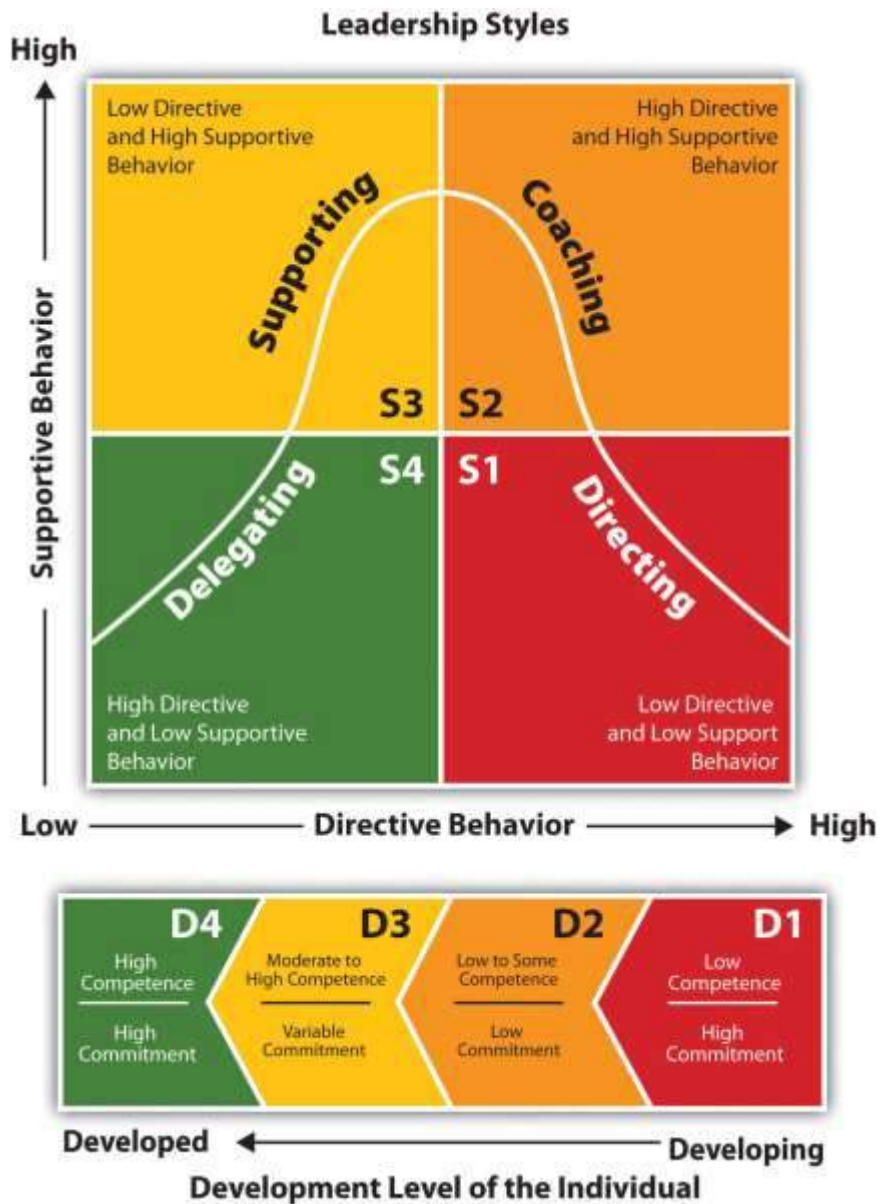 Leadership Styles
High
Low Directive
and High Supportive
Behavior
High Directive
and High Supportive
Behavior
Supporting
Coaching
Supportive Behavior
S3
S2
S4
S1
Delegating
Directing
High Directive
and Low Supportive
Behavior
Low Directive
and Low Support
Behavior
Low
Directive Behavior
High
D4
High
Competence
High
Commitment
D3
Moderate to
High Competence
Variable
Commitment
D2
Low to Some
Competence
Low
Commitment
D1
Low
Competence
High
Commitment
Developed
Developing
Development Level of the Individual